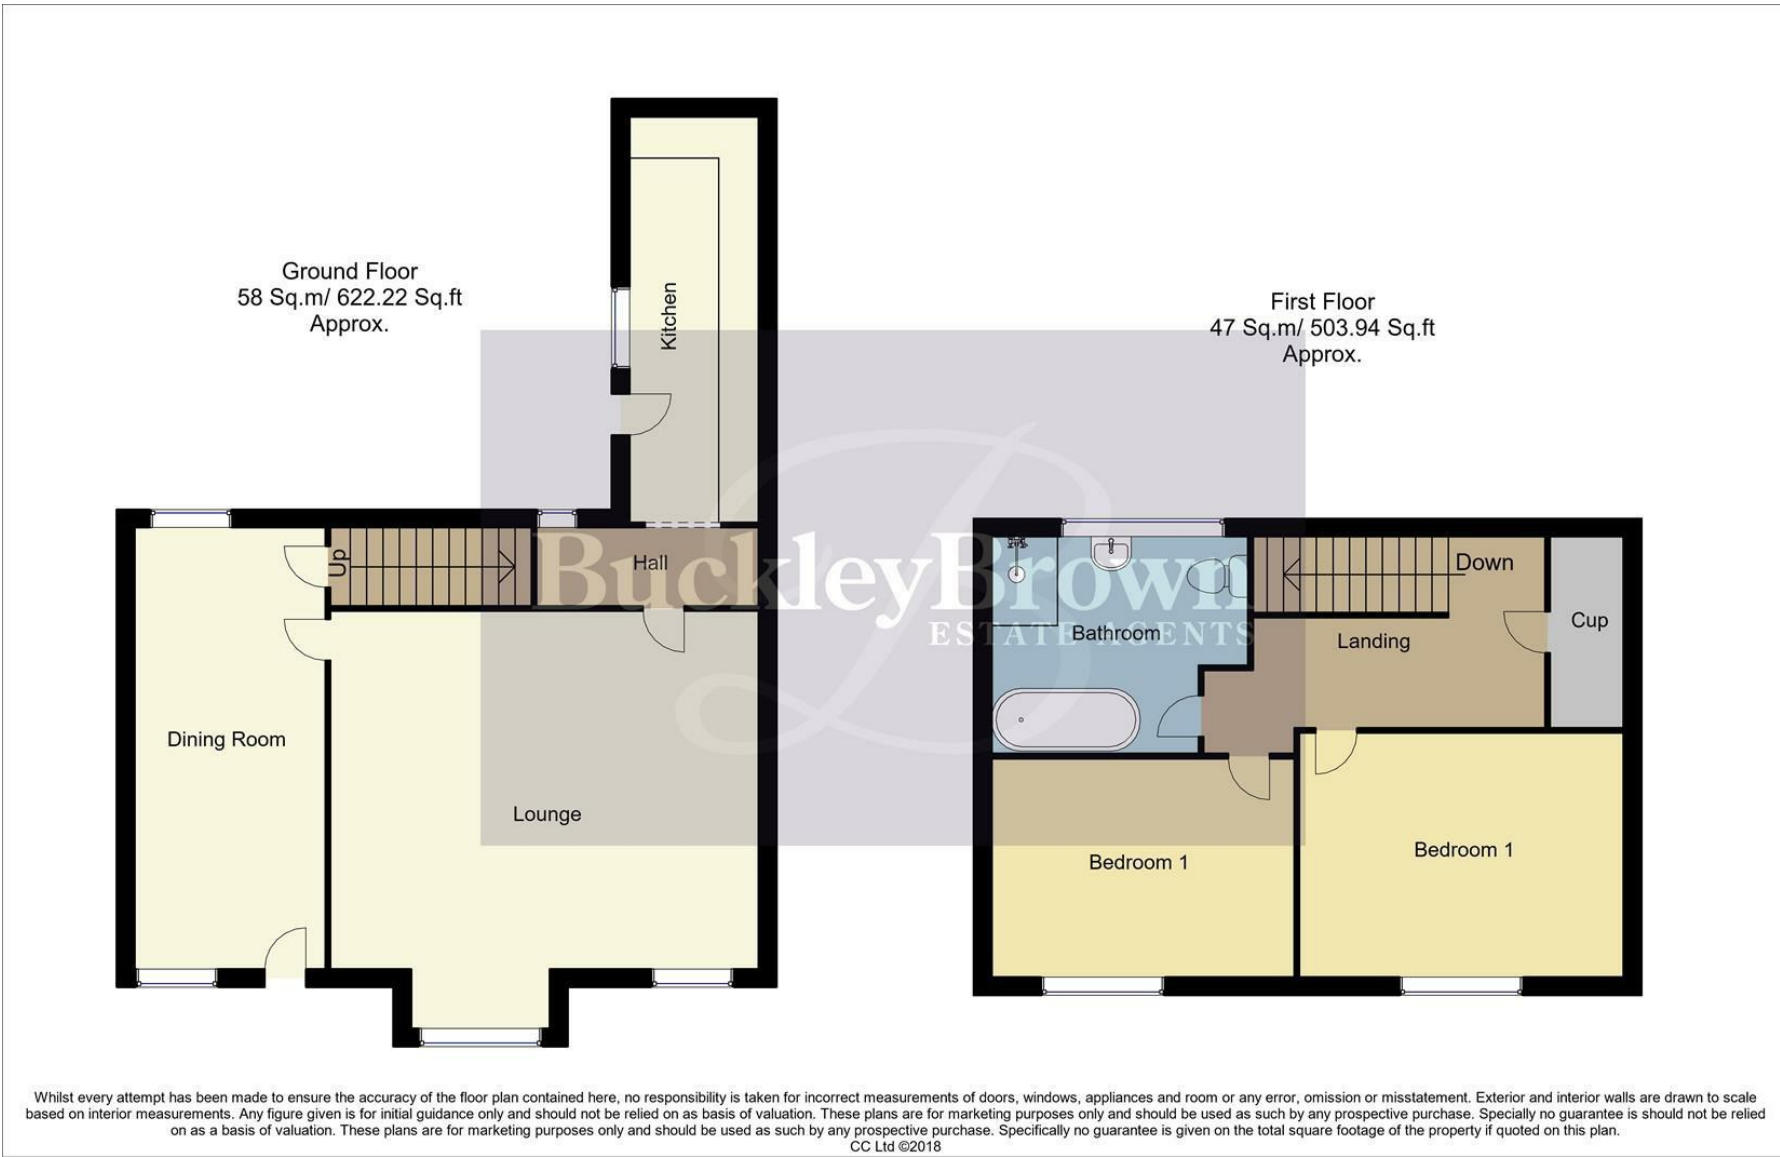 Ground Floor
58 Sq.m/ 622.22 Sq.ft
Approx.
Kitchen
Up
Hall
Dining Room
Lounge
First Floor
47 Sq.m/ 503.94 Sq.ft
Approx.
Down
Cup
Bathroom
Landing
Bedroom 1
Bedroom 1
BuckleyBrown
ESTATE AGENTS
Whilst every attempt has been made to ensure the accuracy of the floor plan contained here, no responsibility is taken for incorrect measurements of doors, windows, appliances and room or any error, omission or misstatement. Exterior and interior walls are drawn to scale
based on interior measurements. Any figure given is for initial guidance only and should not be relied on as basis of valuation. These plans are for marketing purposes only and should be used as such by any prospective purchase. Specially no guarantee is should not be relied
on as a basis of valuation. These plans are for marketing purposes only and should be used as such by any prospective purchase. Specifically no guarantee is given on the total square footage of the property if quoted on this plan.
CC Ltd ©2018